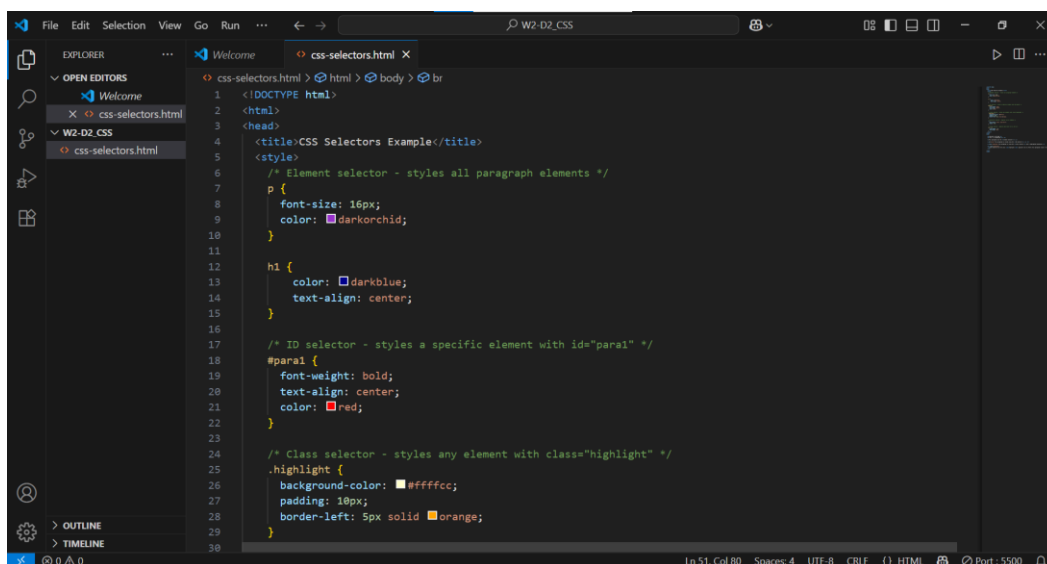 File Edit Selection View Go Run ··· W2-D2_CSS
EXPLORER ···
OPEN EDITORS
Welcome
css-selectors.html
W2-D2_CSS
css-selectors.html
OUTLINE
TIMELINE
Welcome css-selectors.html
css-selectors.html > html > body > br
1 <!DOCTYPE html>
2 <html>
3 <head>
4 <title>CSS Selectors Example</title>
5 <style>
6 /* Element selector - styles all paragraph elements */
7 p {
8 font-size: 16px;
9 color: darkorchid;
10 }
11
12 h1 {
13 color: darkblue;
14 text-align: center;
15 }
16
17 /* ID selector - styles a specific element with id="para1" */
18 #para1 {
19 font-weight: bold;
20 text-align: center;
21 color: red;
22 }
23
24 /* Class selector - styles any element with class="highlight" */
25 .highlight {
26 background-color: #ffffcc;
27 padding: 10px;
28 border-left: 5px solid orange;
29 }
30
0 0 Ln 51, Col 80 Spaces: 4 UTF-8 CRLF {} HTML Port : 5500